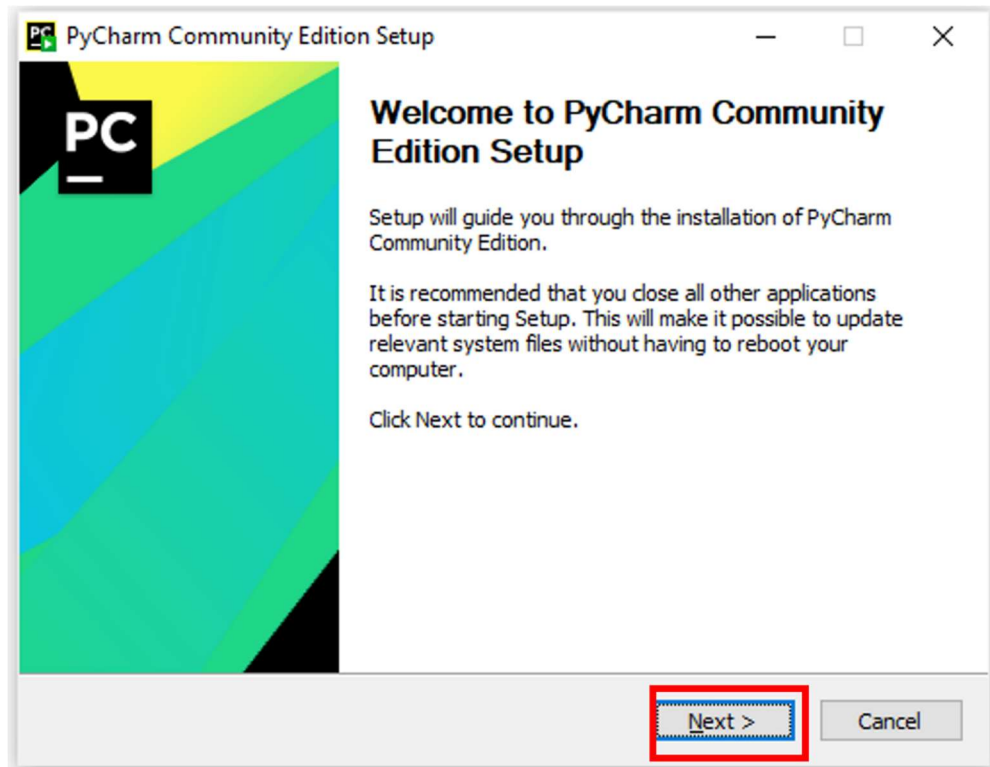 PyCharm Community Edition Setup
PC
Welcome to PyCharm Community
Edition Setup
Setup will guide you through the installation of PyCharm
Community Edition.
It is recommended that you close all other applications
before starting Setup. This will make it possible to update
relevant system files without having to reboot your
computer.
Click Next to continue.
Next >
Cancel